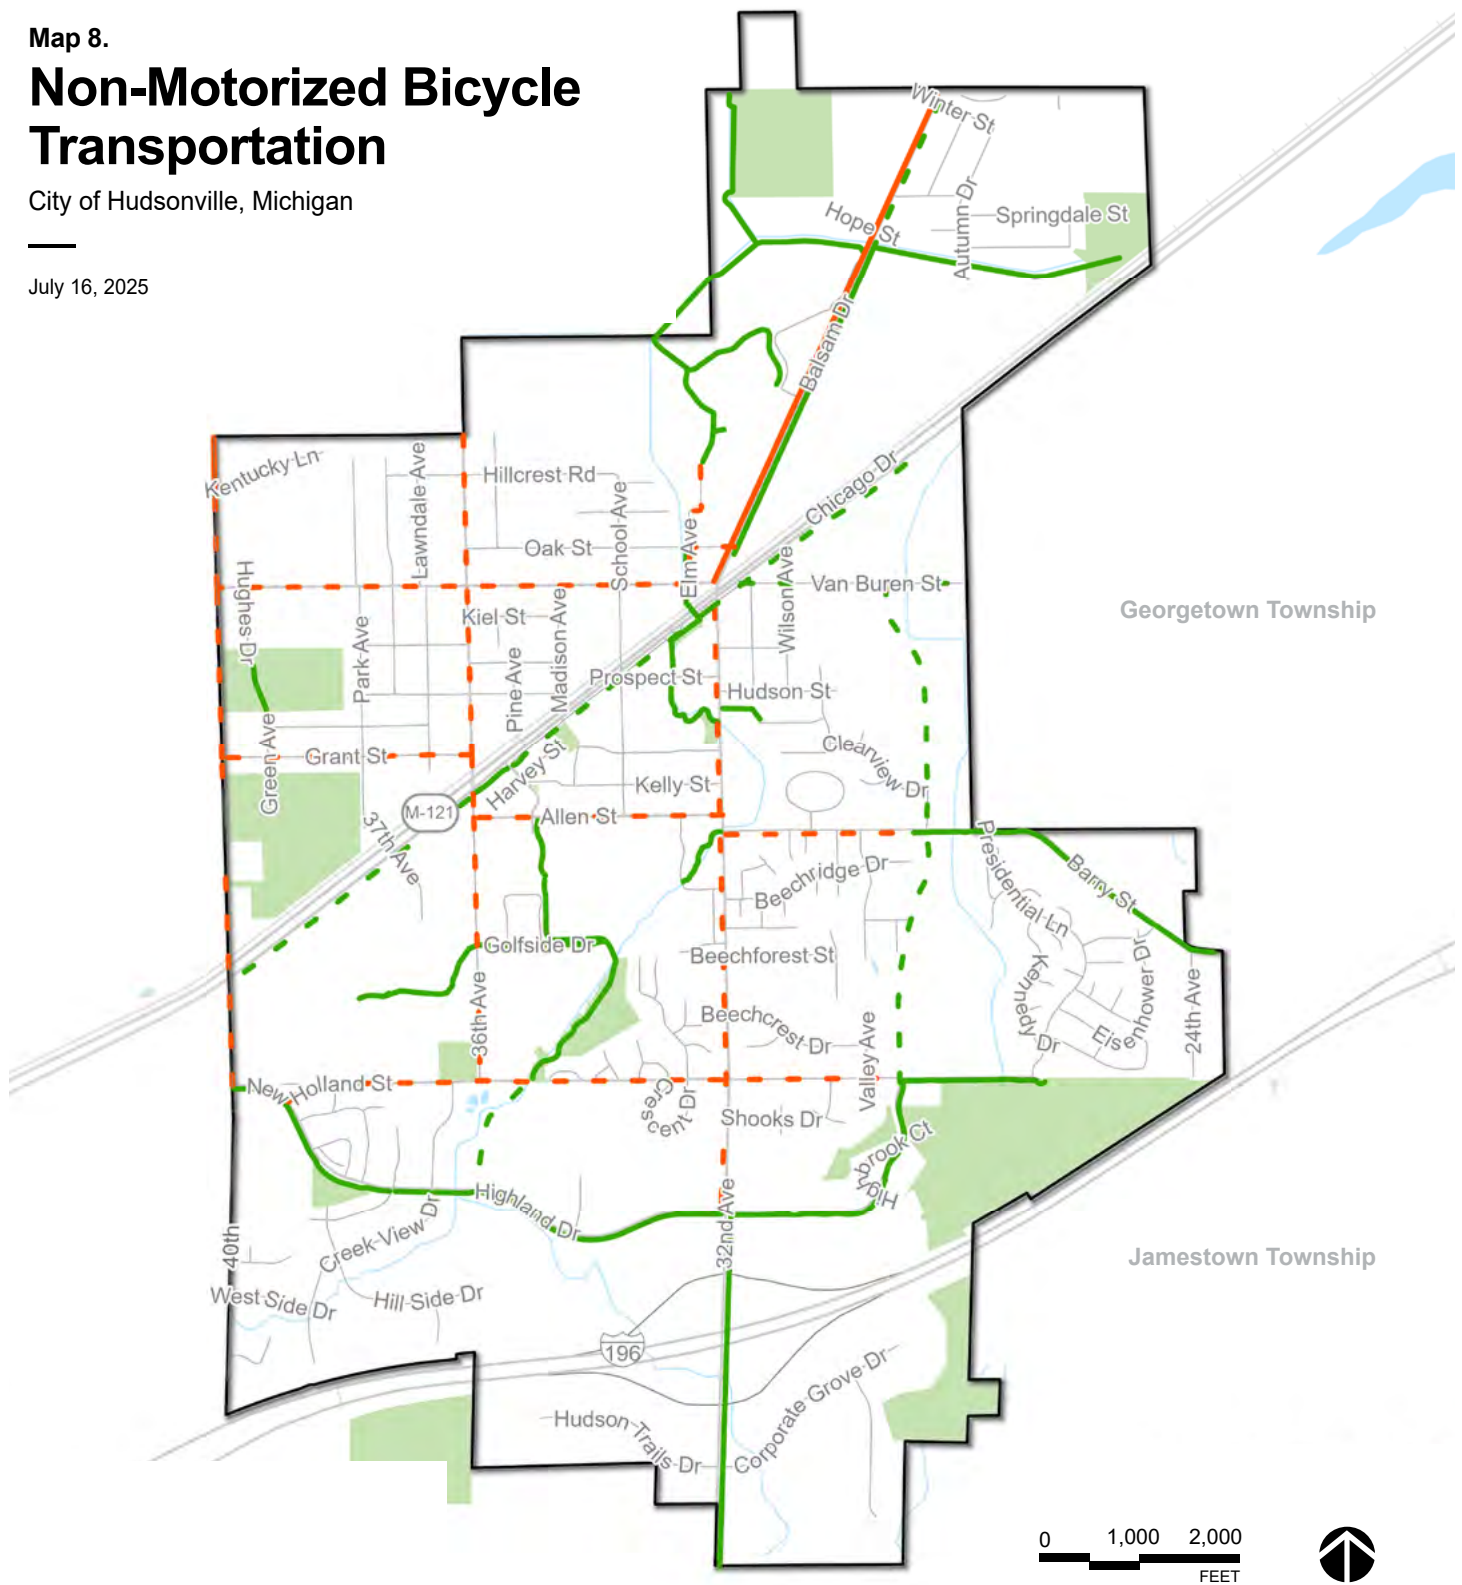 Map 8.
Non-Motorized Bicycle
Transportation
City of Hudsonville, Michigan
July 16, 2025
Winter St
Hope St
Autumn Dr
Springdale St
Balsam Dr
Chicago Dr
Kentucky Ln
Lawndale Ave
Hillcrest Rd
School Ave
Oak St
Elm Ave
Wilson Ave
Van Buren St
Hughes Dr
Kiel St
Madison Ave
Park Ave
Pine Ave
Prospect St
Hudson St
Georgetown Township
Green Ave
Grant St
Harvey St
Kelly St
Clearview Dr
M-121
Allen St
37th Ave
Beechridge Dr
Presidential Ln
Barry St
Golfside Dr
Beechforest St
Kennedy Dr
Eisenhower Dr
24th Ave
36th Ave
Beechcrest Dr
Valley Ave
New Holland St
Crescent Dr
Shooks Dr
Highbrook Ct
Highland Dr
32nd Ave
40th
Creek View Dr
West Side Dr
Hill Side Dr
Jamestown Township
196
Corporate Grove Dr
Hudson Trails Dr
0 1,000 2,000
FEET